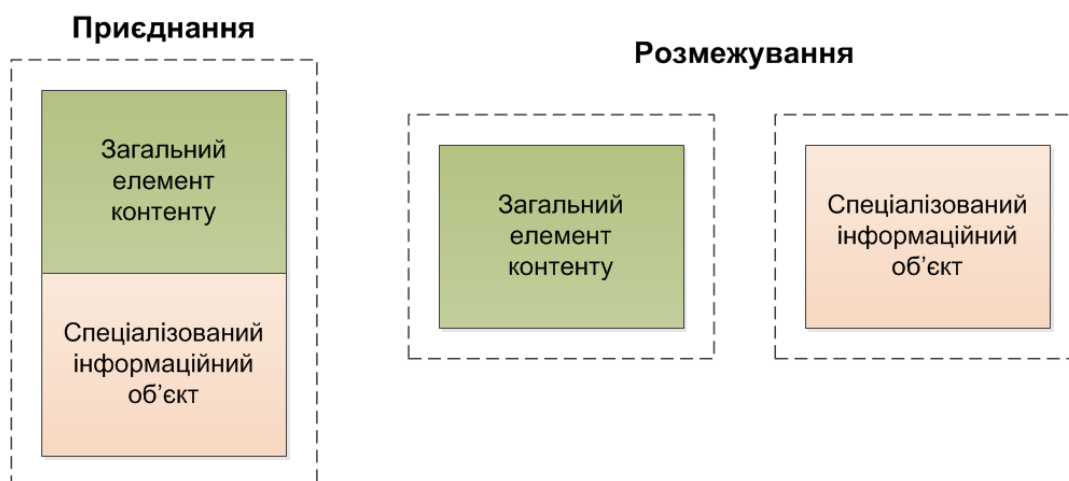 Приєднання
Загальний
елемент
контенту
Спеціалізований
інформаційний
об’єкт
Розмежування
Загальний
елемент
контенту
Спеціалізований
інформаційний
об’єкт